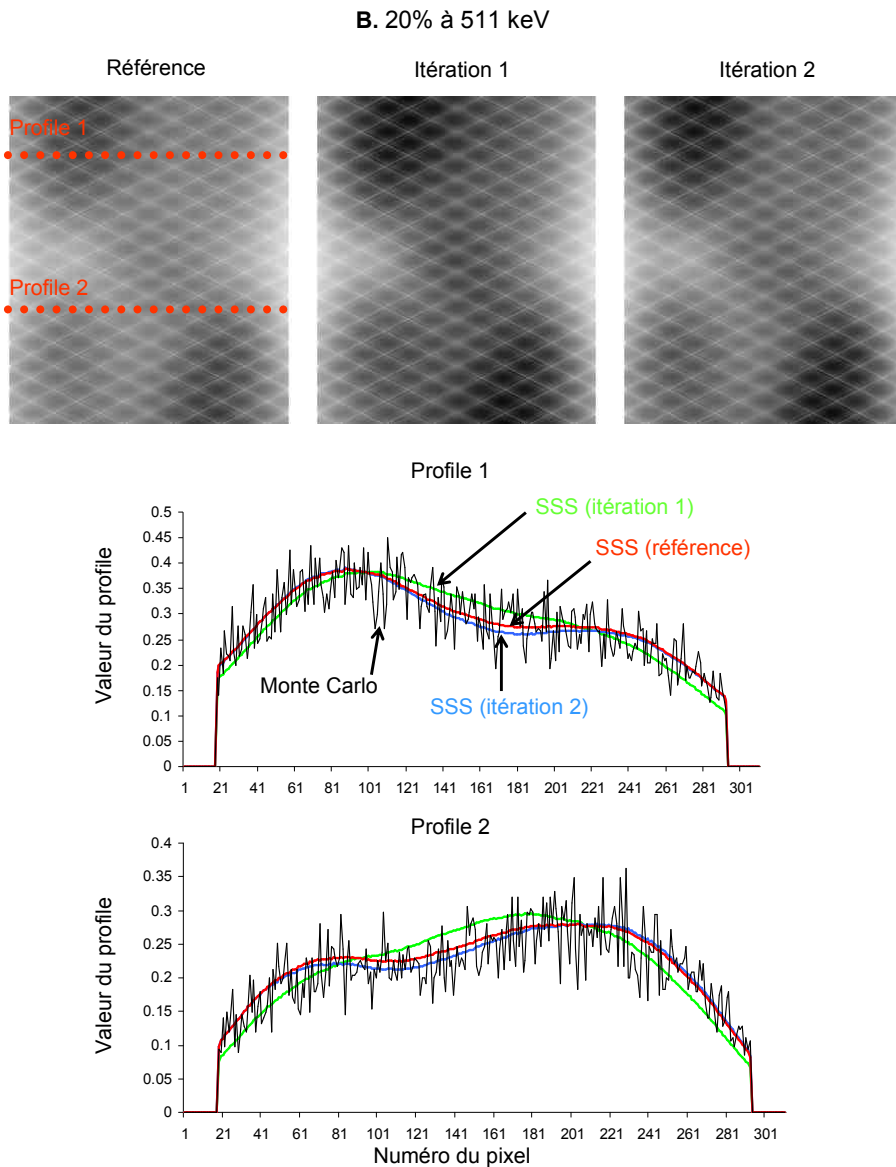 B. 20% à 511 keV
Référence Itération 1 Itération 2
Profile 1
Profile 2
Profile 1
Valeur du profile
0.5
0.45
0.4
0.35
0.3
0.25
0.2
0.15
0.1
0.05
0
SSS (itération 1)
SSS (référence)
Monte Carlo
SSS (itération 2)
1 21 41 61 81 101 121 141 161 181 201 221 241 261 281 301
Profile 2
Valeur du profile
0.4
0.35
0.3
0.25
0.2
0.15
0.1
0.05
0
1 21 41 61 81 101 121 141 161 181 201 221 241 261 281 301
Numéro du pixel